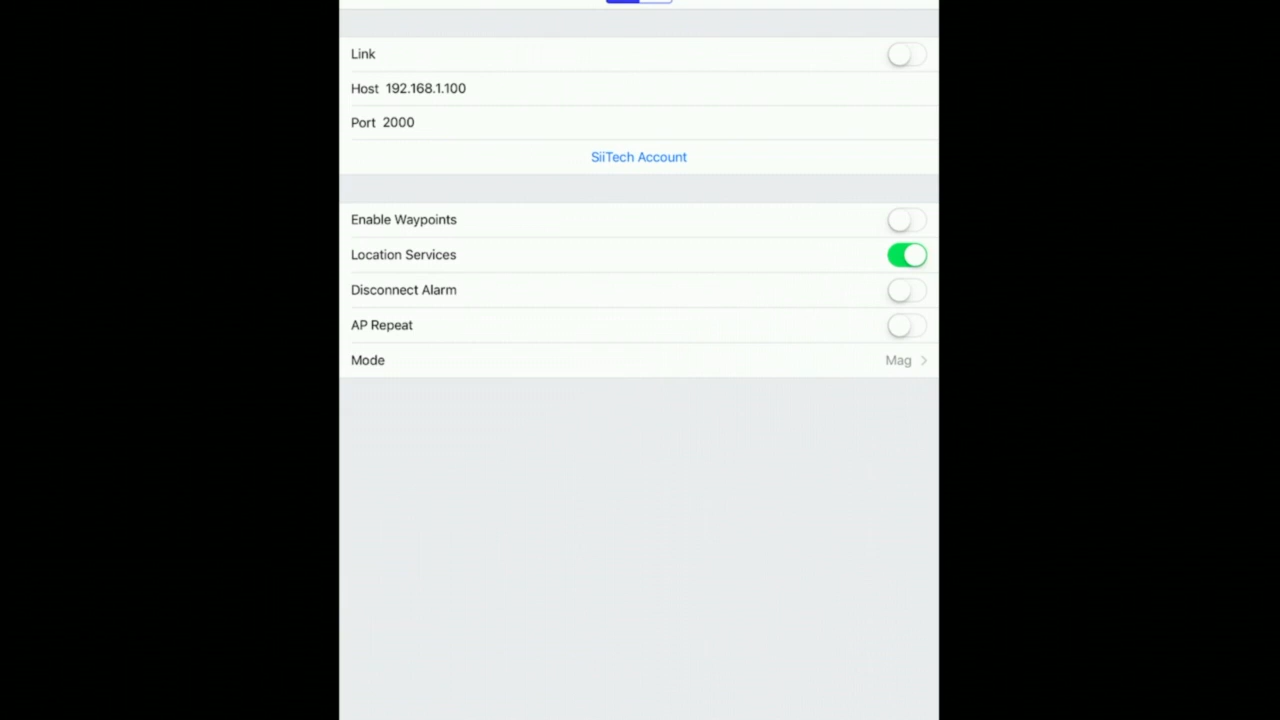 Link
Host 192.168.1.100
Port 2000
SiiTech Account
Enable Waypoints
Location Services
Disconnect Alarm
AP Repeat
Mode Mag